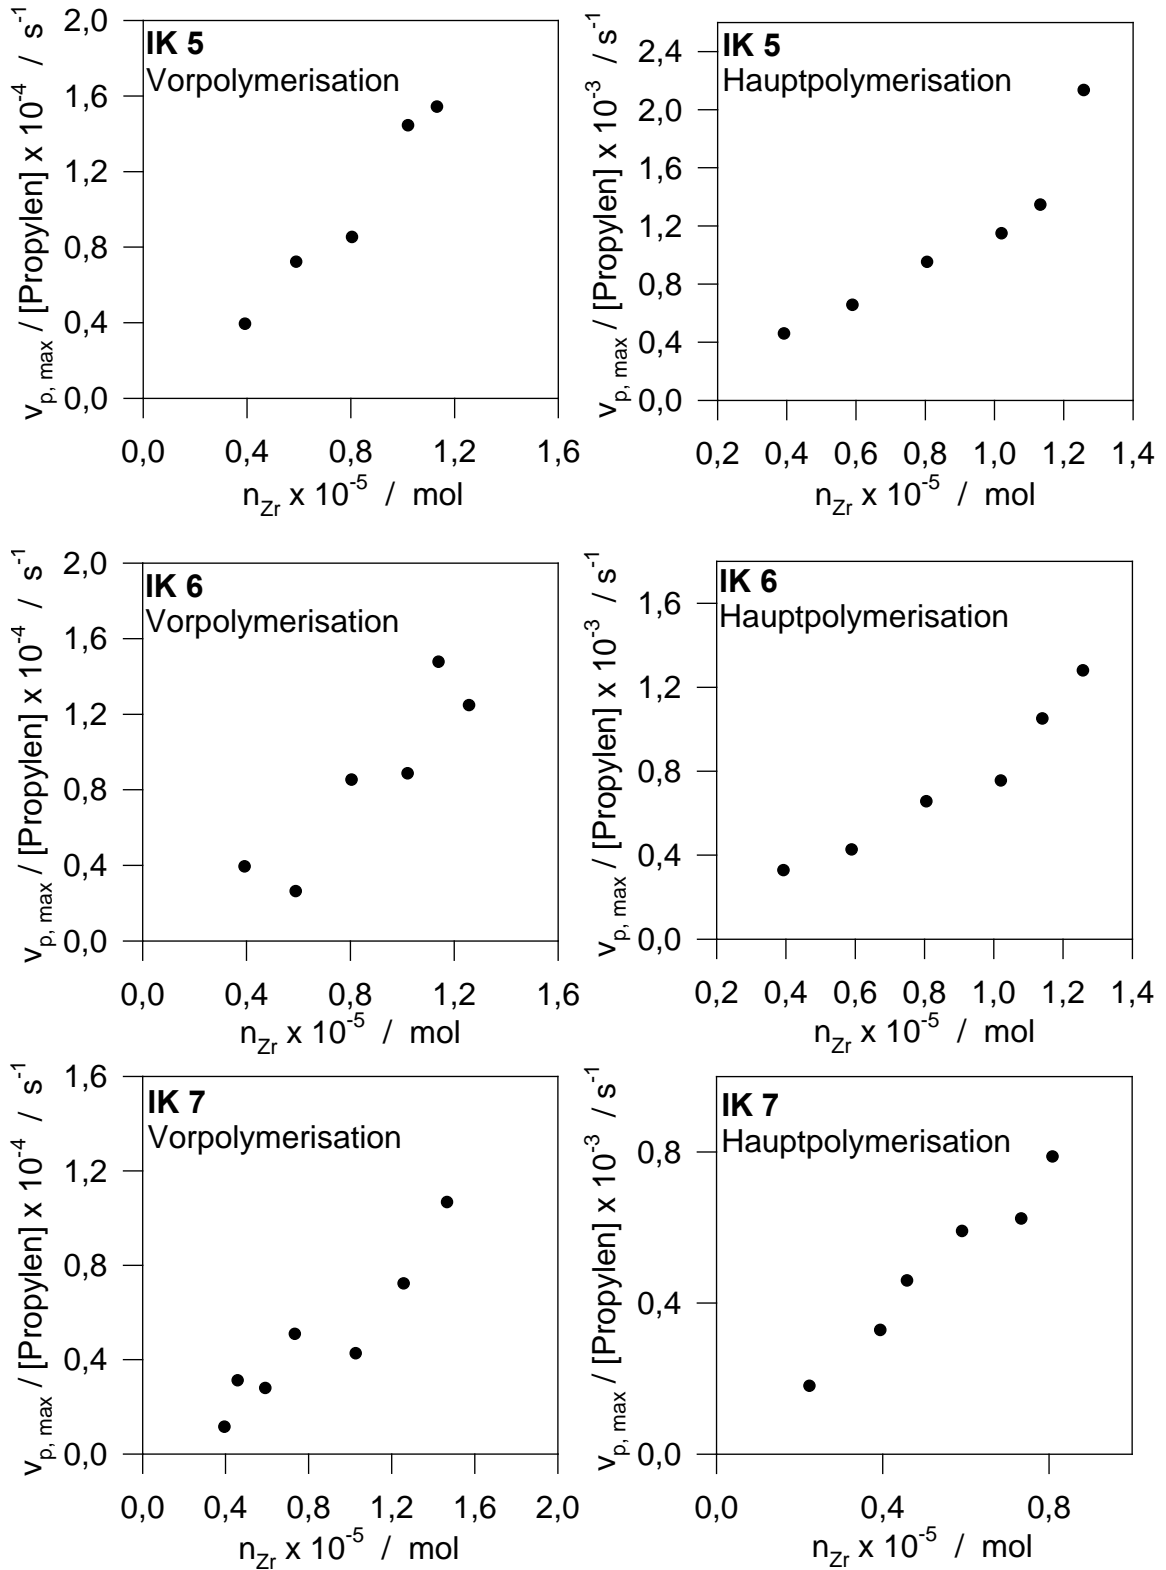 IK 5
Vorpolymerisation
v_p, max / [Propylen] x 10^-4 / s^-1
2,0
1,6
1,2
0,8
0,4
0,0
0,0 0,4 0,8 1,2 1,6
n_Zr x 10^-5 / mol
IK 5
Hauptpolymerisation
v_p, max / [Propylen] x 10^-3 / s^-1
2,4
2,0
1,6
1,2
0,8
0,4
0,0
0,2 0,4 0,6 0,8 1,0 1,2 1,4
n_Zr x 10^-5 / mol
IK 6
Vorpolymerisation
v_p, max / [Propylen] x 10^-4 / s^-1
2,0
1,6
1,2
0,8
0,4
0,0
0,0 0,4 0,8 1,2 1,6
n_Zr x 10^-5 / mol
IK 6
Hauptpolymerisation
v_p, max / [Propylen] x 10^-3 / s^-1
1,6
1,2
0,8
0,4
0,0
0,2 0,4 0,6 0,8 1,0 1,2 1,4
n_Zr x 10^-5 / mol
IK 7
Vorpolymerisation
v_p, max / [Propylen] x 10^-4 / s^-1
1,6
1,2
0,8
0,4
0,0
0,0 0,4 0,8 1,2 1,6 2,0
n_Zr x 10^-5 / mol
IK 7
Hauptpolymerisation
v_p, max / [Propylen] x 10^-3 / s^-1
0,8
0,4
0,0
0,0 0,4 0,8
n_Zr x 10^-5 / mol